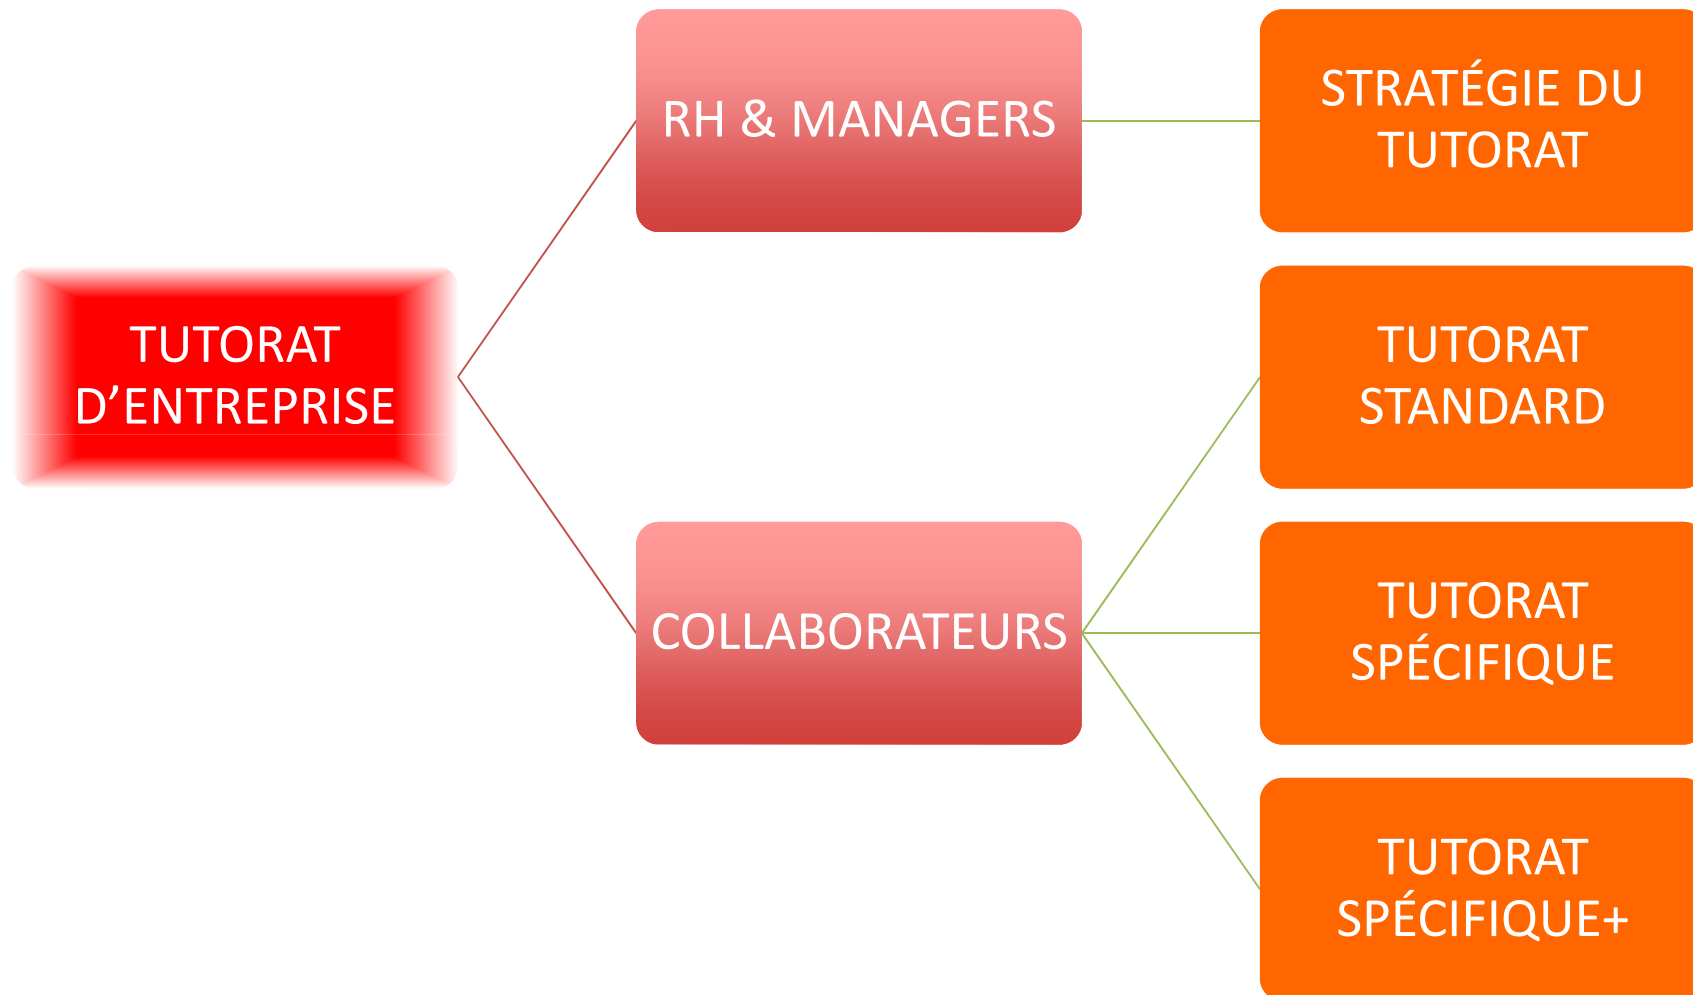 TUTORAT
D’ENTREPRISE
RH & MANAGERS
STRATÉGIE DU
TUTORAT
COLLABORATEURS
TUTORAT
STANDARD
TUTORAT
SPÉCIFIQUE
TUTORAT
SPÉCIFIQUE+